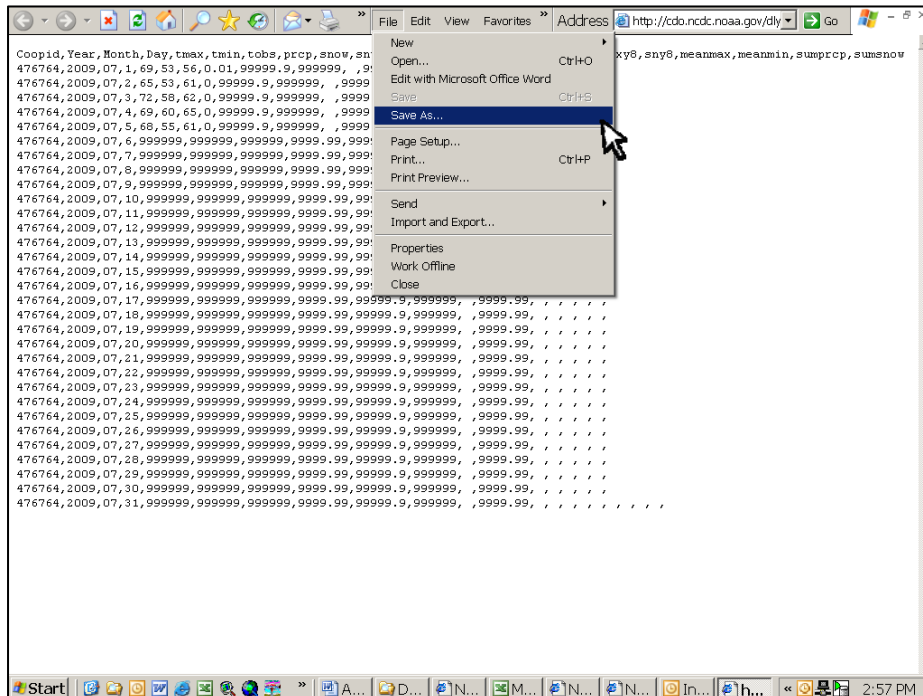 » File Edit View Favorites » Address http://cdo.ncdc.noaa.gov/dly Go
Coopid,Year,Month,Day,tmax,tmin,tobs,prcp,snow,sn xy8,sny8,meanmax,meanmin,sumprcp,sumsnow
476764,2009,07,1,69,53,56,0.01,99999.9,999999, ,99
476764,2009,07,2,65,53,61,0,99999.9,999999, ,9999
476764,2009,07,3,72,58,62,0,99999.9,999999, ,9999
476764,2009,07,4,69,60,65,0,99999.9,999999, ,9999
476764,2009,07,5,68,55,61,0,99999.9,999999, ,9999
476764,2009,07,6,999999,999999,999999,9999.99,999
476764,2009,07,7,999999,999999,999999,9999.99,999
476764,2009,07,8,999999,999999,999999,9999.99,999
476764,2009,07,9,999999,999999,999999,9999.99,999
476764,2009,07,10,999999,999999,999999,9999.99,99
476764,2009,07,11,999999,999999,999999,9999.99,99
476764,2009,07,12,999999,999999,999999,9999.99,99
476764,2009,07,13,999999,999999,999999,9999.99,99
476764,2009,07,14,999999,999999,999999,9999.99,99
476764,2009,07,15,999999,999999,999999,9999.99,99
476764,2009,07,16,999999,999999,999999,9999.99,99
476764,2009,07,17,999999,999999,999999,9999.99,99999.9,999999, ,9999.99, , , , , ,
476764,2009,07,18,999999,999999,999999,9999.99,99999.9,999999, ,9999.99, , , , , ,
476764,2009,07,19,999999,999999,999999,9999.99,99999.9,999999, ,9999.99, , , , , ,
476764,2009,07,20,999999,999999,999999,9999.99,99999.9,999999, ,9999.99, , , , , ,
476764,2009,07,21,999999,999999,999999,9999.99,99999.9,999999, ,9999.99, , , , , ,
476764,2009,07,22,999999,999999,999999,9999.99,99999.9,999999, ,9999.99, , , , , ,
476764,2009,07,23,999999,999999,999999,9999.99,99999.9,999999, ,9999.99, , , , , ,
476764,2009,07,24,999999,999999,999999,9999.99,99999.9,999999, ,9999.99, , , , , ,
476764,2009,07,25,999999,999999,999999,9999.99,99999.9,999999, ,9999.99, , , , , ,
476764,2009,07,26,999999,999999,999999,9999.99,99999.9,999999, ,9999.99, , , , , ,
476764,2009,07,27,999999,999999,999999,9999.99,99999.9,999999, ,9999.99, , , , , ,
476764,2009,07,28,999999,999999,999999,9999.99,99999.9,999999, ,9999.99, , , , , ,
476764,2009,07,29,999999,999999,999999,9999.99,99999.9,999999, ,9999.99, , , , , ,
476764,2009,07,30,999999,999999,999999,9999.99,99999.9,999999, ,9999.99, , , , , ,
476764,2009,07,31,999999,999999,999999,9999.99,99999.9,999999, ,9999.99, , , , , , , , , ,
New
Open... Ctrl+O
Edit with Microsoft Office Word
Save Ctrl+S
Save As...
Page Setup...
Print... Ctrl+P
Print Preview...
Send
Import and Export...
Properties
Work Offline
Close
Start » A... D... N... M... N... N... In... h... « 2:57 PM